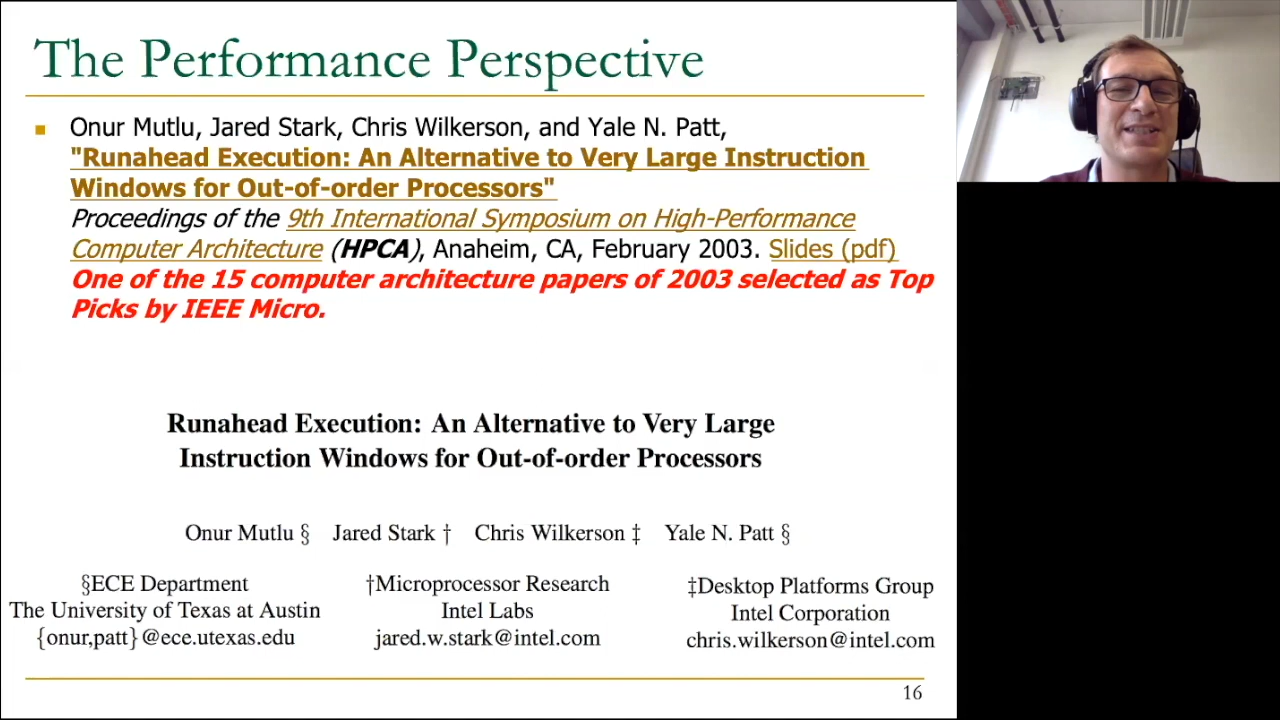 The Performance Perspective
Onur Mutlu, Jared Stark, Chris Wilkerson, and Yale N. Patt,
"Runahead Execution: An Alternative to Very Large Instruction
Windows for Out-of-order Processors"
Proceedings of the 9th International Symposium on High-Performance
Computer Architecture (HPCA), Anaheim, CA, February 2003. Slides (pdf)
One of the 15 computer architecture papers of 2003 selected as Top
Picks by IEEE Micro.
Runahead Execution: An Alternative to Very Large
Instruction Windows for Out-of-order Processors
Onur Mutlu § Jared Stark † Chris Wilkerson ‡ Yale N. Patt §
§ECE Department
The University of Texas at Austin
{onur,patt}@ece.utexas.edu
†Microprocessor Research
Intel Labs
jared.w.stark@intel.com
‡Desktop Platforms Group
Intel Corporation
chris.wilkerson@intel.com
16